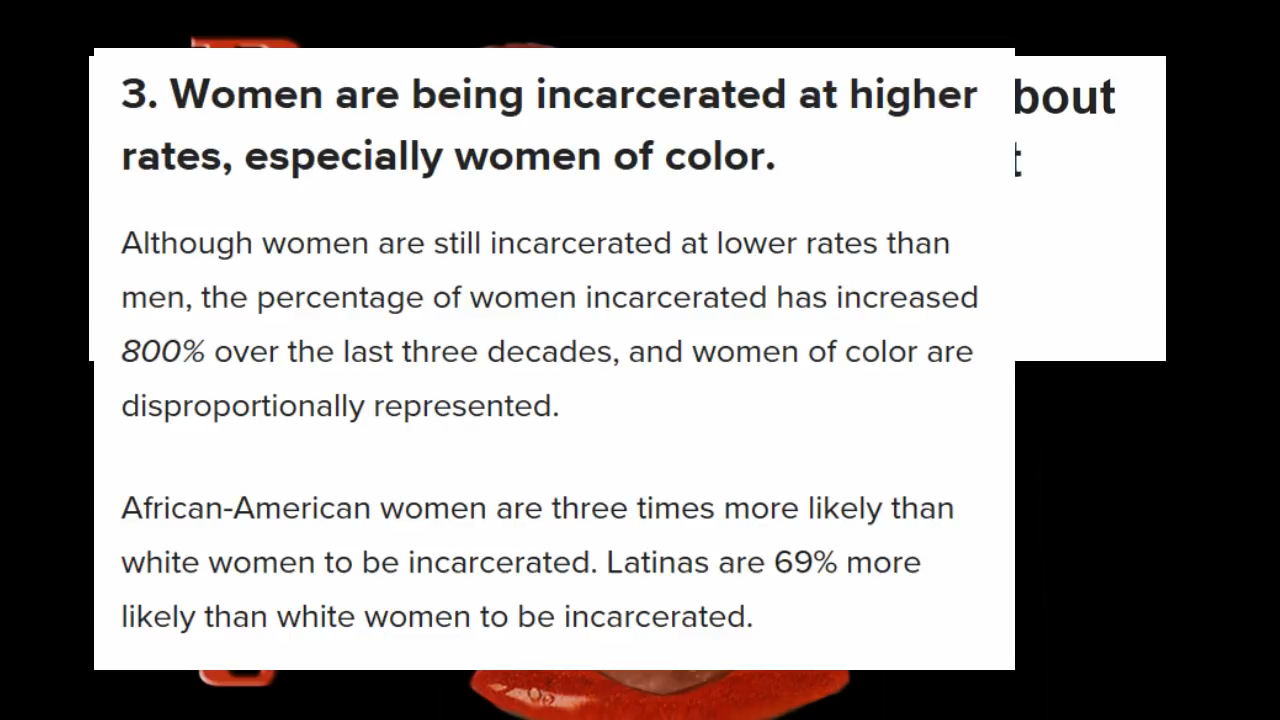 3. Women are being incarcerated at higher
rates, especially women of color.
Although women are still incarcerated at lower rates than
men, the percentage of women incarcerated has increased
800% over the last three decades, and women of color are
disproportionally represented.
African-American women are three times more likely than
white women to be incarcerated. Latinas are 69% more
likely than white women to be incarcerated.